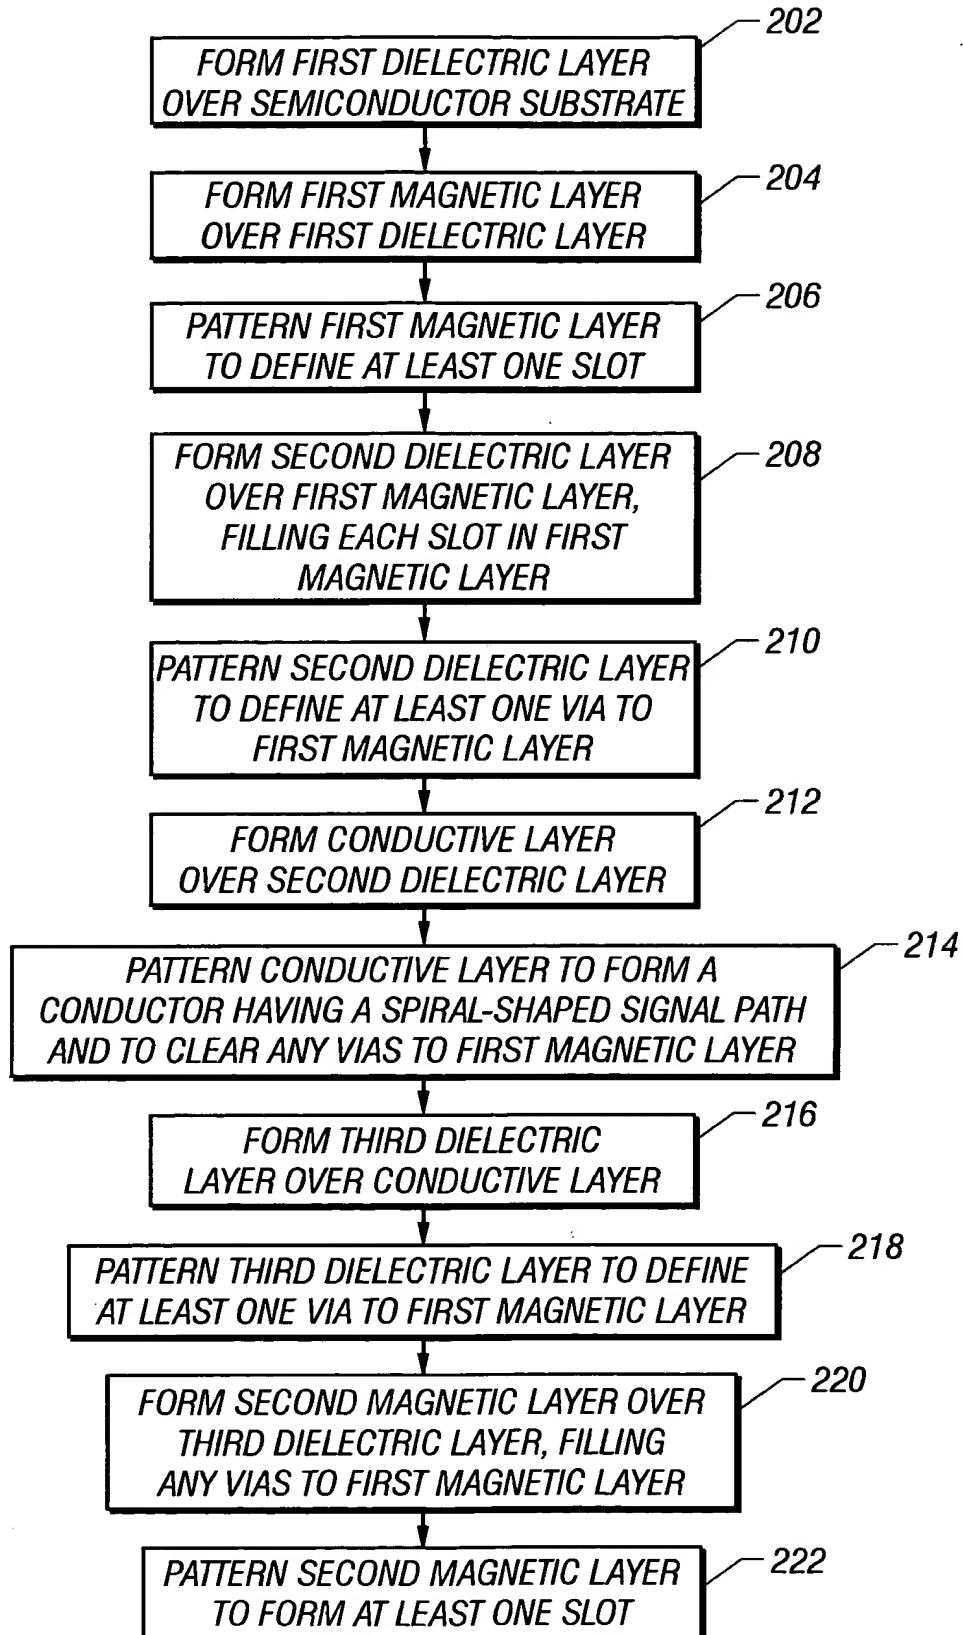 202
FORM FIRST DIELECTRIC LAYER
OVER SEMICONDUCTOR SUBSTRATE
204
FORM FIRST MAGNETIC LAYER
OVER FIRST DIELECTRIC LAYER
206
PATTERN FIRST MAGNETIC LAYER
TO DEFINE AT LEAST ONE SLOT
208
FORM SECOND DIELECTRIC LAYER
OVER FIRST MAGNETIC LAYER,
FILLING EACH SLOT IN FIRST
MAGNETIC LAYER
210
PATTERN SECOND DIELECTRIC LAYER
TO DEFINE AT LEAST ONE VIA TO
FIRST MAGNETIC LAYER
212
FORM CONDUCTIVE LAYER
OVER SECOND DIELECTRIC LAYER
214
PATTERN CONDUCTIVE LAYER TO FORM A
CONDUCTOR HAVING A SPIRAL-SHAPED SIGNAL PATH
AND TO CLEAR ANY VIAS TO FIRST MAGNETIC LAYER
216
FORM THIRD DIELECTRIC
LAYER OVER CONDUCTIVE LAYER
218
PATTERN THIRD DIELECTRIC LAYER TO DEFINE
AT LEAST ONE VIA TO FIRST MAGNETIC LAYER
220
FORM SECOND MAGNETIC LAYER OVER
THIRD DIELECTRIC LAYER, FILLING
ANY VIAS TO FIRST MAGNETIC LAYER
222
PATTERN SECOND MAGNETIC LAYER
TO FORM AT LEAST ONE SLOT